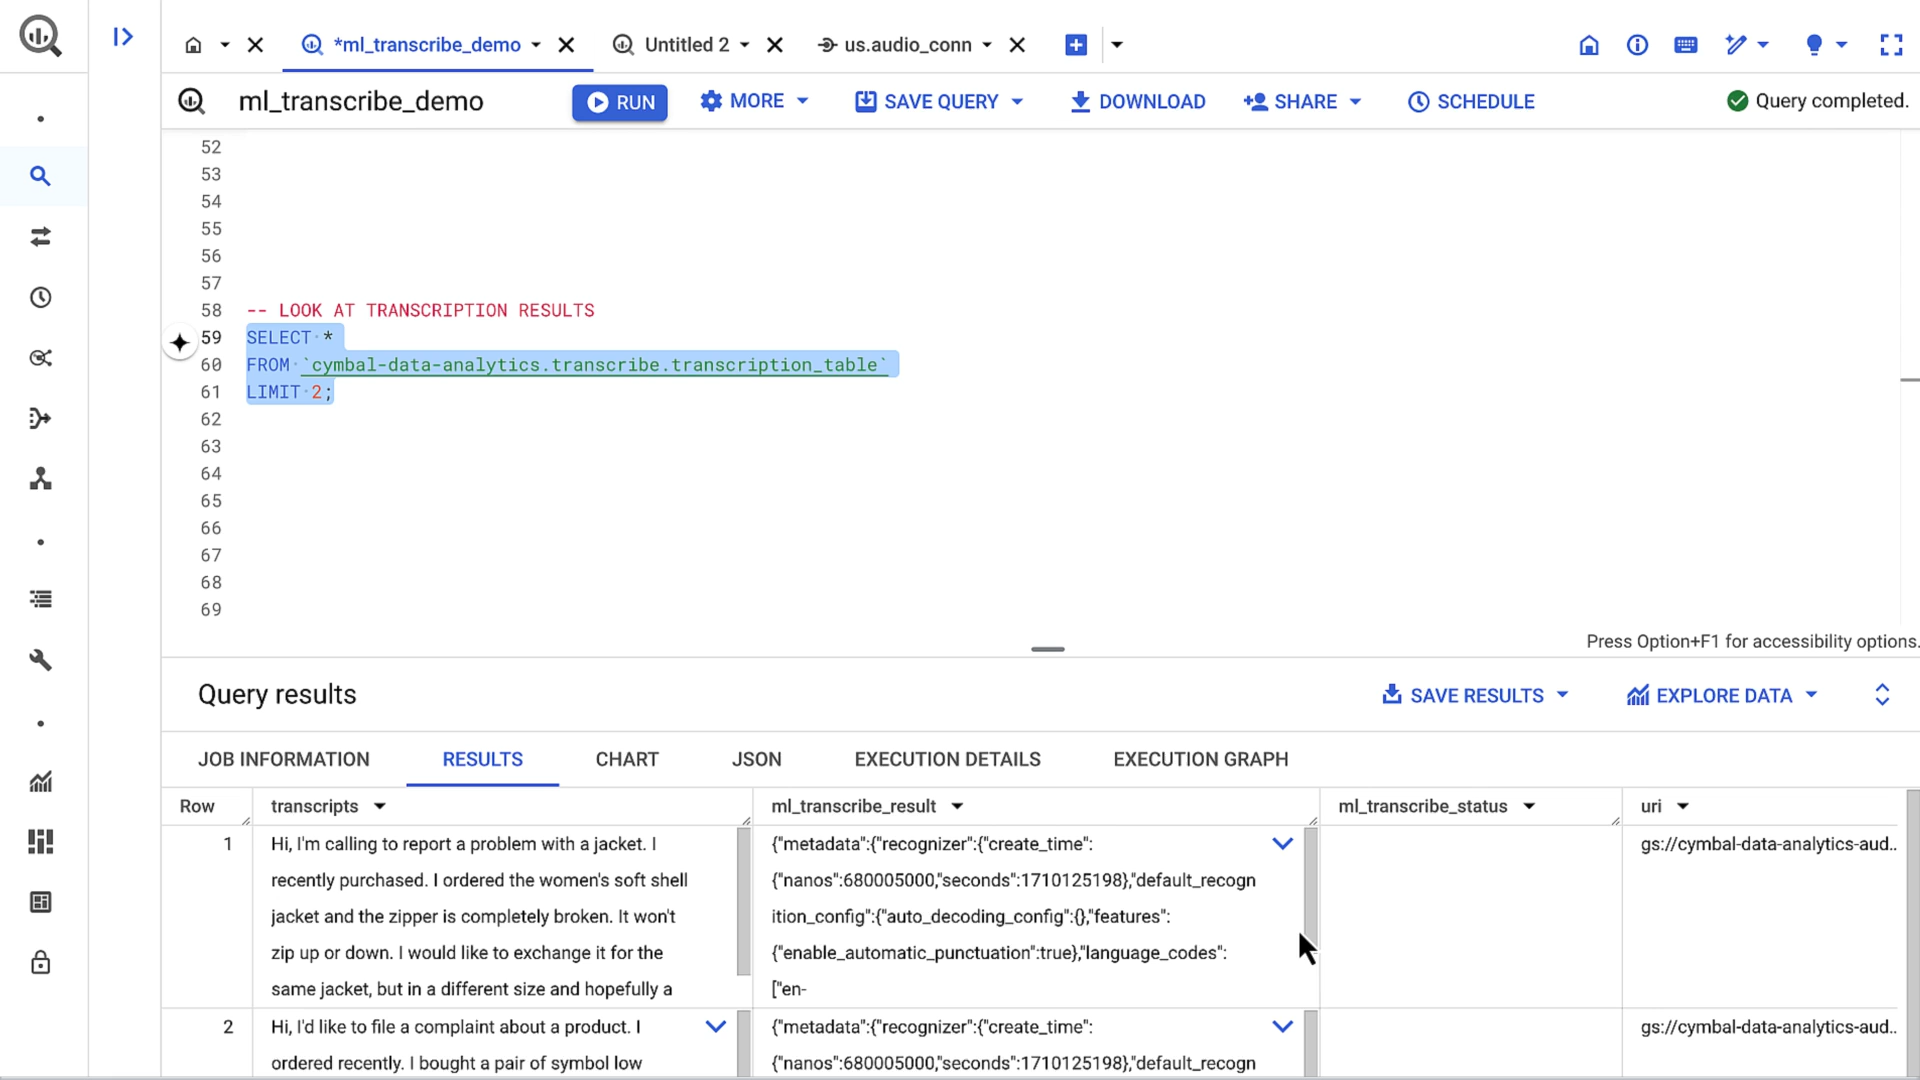 *ml_transcribe_demo
Untitled 2
us.audio_conn
ml_transcribe_demo
RUN
MORE
SAVE QUERY
DOWNLOAD
SHARE
SCHEDULE
Query completed.
52
53
54
55
56
57
58 -- LOOK AT TRANSCRIPTION RESULTS
59 SELECT *
60 FROM `cymbal-data-analytics.transcribe.transcription_table`
61 LIMIT 2;
62
63
64
65
66
67
68
69
Press Option+F1 for accessibility options.
Query results
SAVE RESULTS
EXPLORE DATA
JOB INFORMATION
RESULTS
CHART
JSON
EXECUTION DETAILS
EXECUTION GRAPH
Row
transcripts
ml_transcribe_result
ml_transcribe_status
uri
1
Hi, I'm calling to report a problem with a jacket. I
recently purchased. I ordered the women's soft shell
jacket and the zipper is completely broken. It won't
zip up or down. I would like to exchange it for the
same jacket, but in a different size and hopefully a
{"metadata":{"recognizer":{"create_time":
{"nanos":680005000,"seconds":1710125198},"default_recogn
ition_config":{"auto_decoding_config":{},"features":
{"enable_automatic_punctuation":true},"language_codes":
["en-
gs://cymbal-data-analytics-aud..
2
Hi, I'd like to file a complaint about a product. I
ordered recently. I bought a pair of symbol low
{"metadata":{"recognizer":{"create_time":
{"nanos":680005000,"seconds":1710125198},"default_recogn
gs://cymbal-data-analytics-aud..